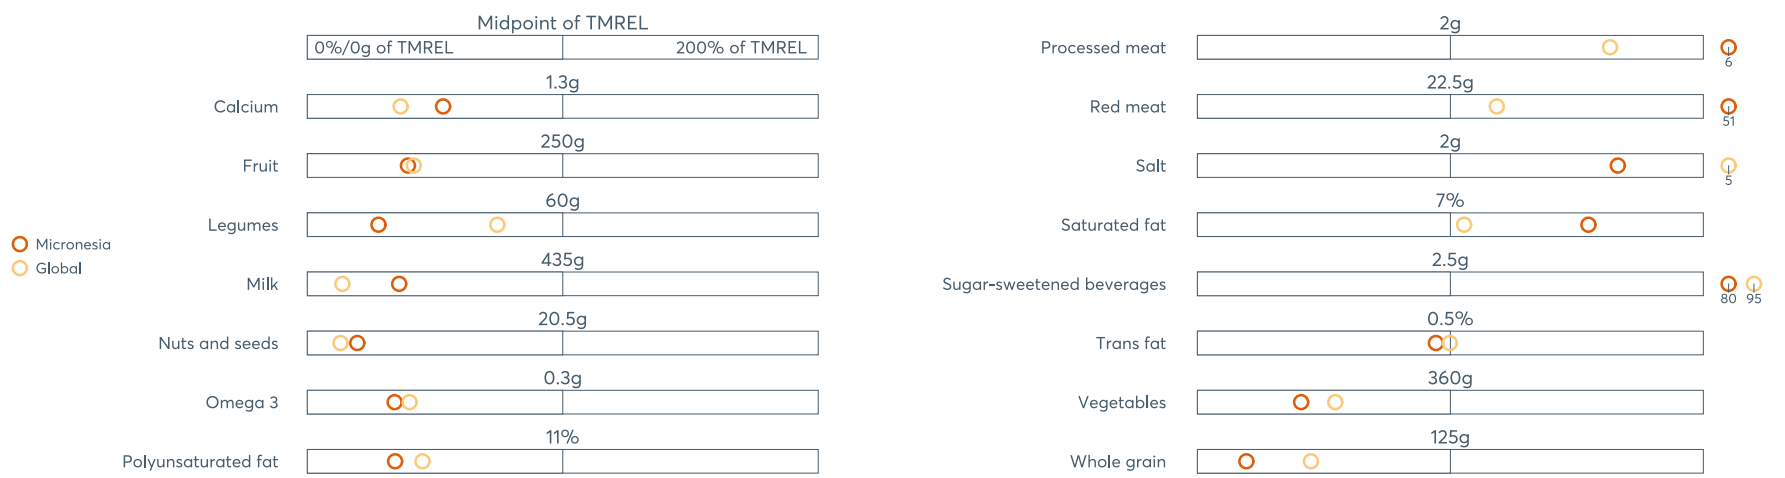 Midpoint of TMREL
0%/0g of TMREL 200% of TMREL
1.3g
Calcium
250g
Fruit
60g
Legumes
Micronesia
Global
435g
Milk
20.5g
Nuts and seeds
0.3g
Omega 3
11%
Polyunsaturated fat
2g
Processed meat
6
22.5g
Red meat
51
2g
Salt
5
7%
Saturated fat
2.5g
Sugar-sweetened beverages
80 95
0.5%
Trans fat
360g
Vegetables
125g
Whole grain